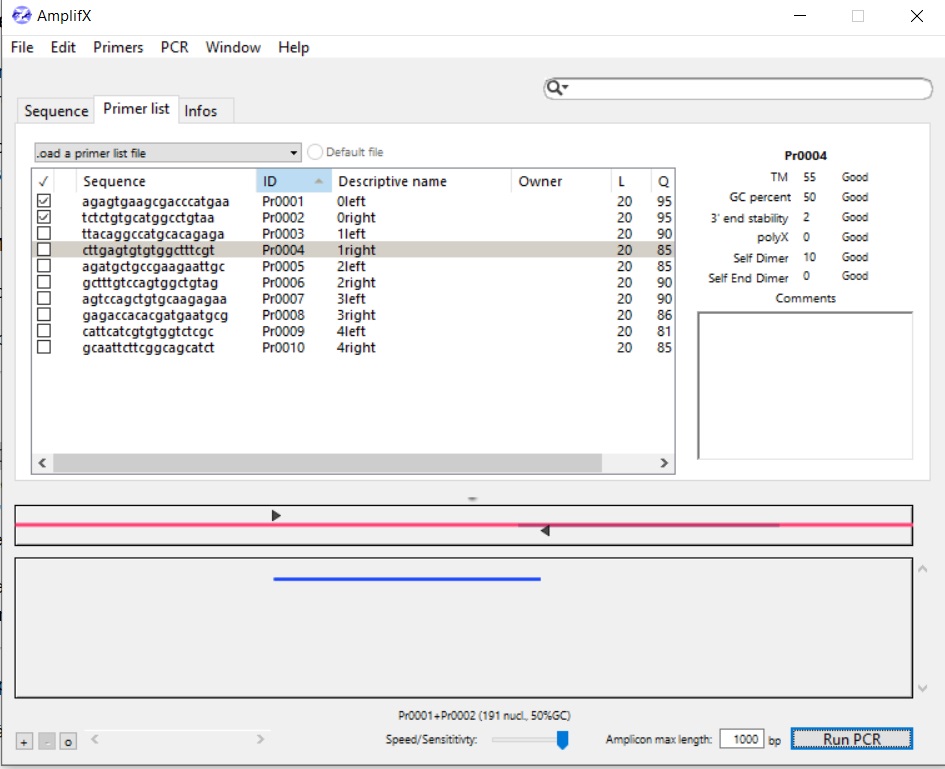 AmplifX
File Edit Primers PCR Window Help
Sequence Primer list Infos
.oad a primer list file Default file
✓ Sequence ID Descriptive name Owner L Q
agagtgaagcgacccatgaa Pr0001 0left 20 95
tctctgtgcatggcctgtaa Pr0002 0right 20 95
ttacaggccatgcacagaga Pr0003 1left 20 90
cttgagtgtgtggctttcgt Pr0004 1right 20 85
agatgctgccgaagaattgc Pr0005 2left 20 85
gctttgtccagtggctgtag Pr0006 2right 20 90
agtccagctgtgcaagagaa Pr0007 3left 20 90
gagaccacacgatgaatgcg Pr0008 3right 20 86
cattcatcgtgtggtctcgc Pr0009 4left 20 81
gcaattcttcggcagcatct Pr0010 4right 20 85
Pr0004
TM 55 Good
GC percent 50 Good
3' end stability 2 Good
polyX 0 Good
Self Dimer 10 Good
Self End Dimer 0 Good
Comments
Pr0001+Pr0002 (191 nucl., 50%GC)
+ - o Speed/Sensititivty: Amplicon max length: 1000 bp Run PCR